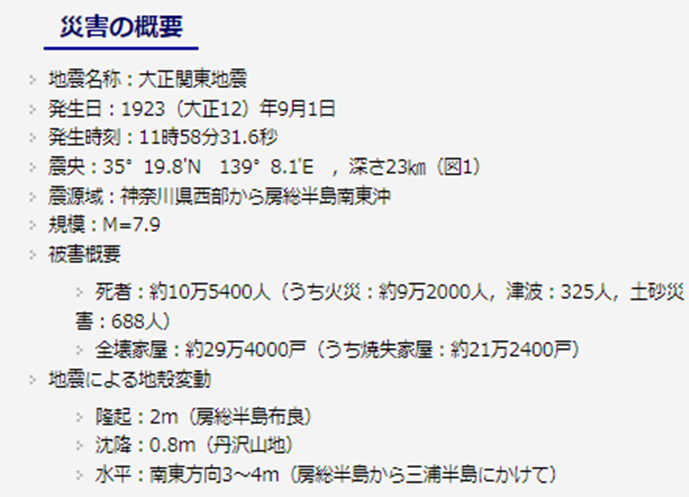 災害の概要
地震名称：大正関東地震
発生日：1923（大正12）年9月1日
発生時刻：11時58分31.6秒
震央：35°19.8'N　139°8.1'E　，深さ23㎞（図1）
震源域：神奈川県西部から房総半島南東沖
規模：M=7.9
被害概要
死者：約10万5400人（うち火災：約9万2000人，津波：325人，土砂災
害：688人）
全壊家屋：約29万4000戸（うち焼失家屋：約21万2400戸）
地震による地殻変動
隆起：2m（房総半島布良）
沈降：0.8m（丹沢山地）
水平：南東方向3～4m（房総半島から三浦半島にかけて）